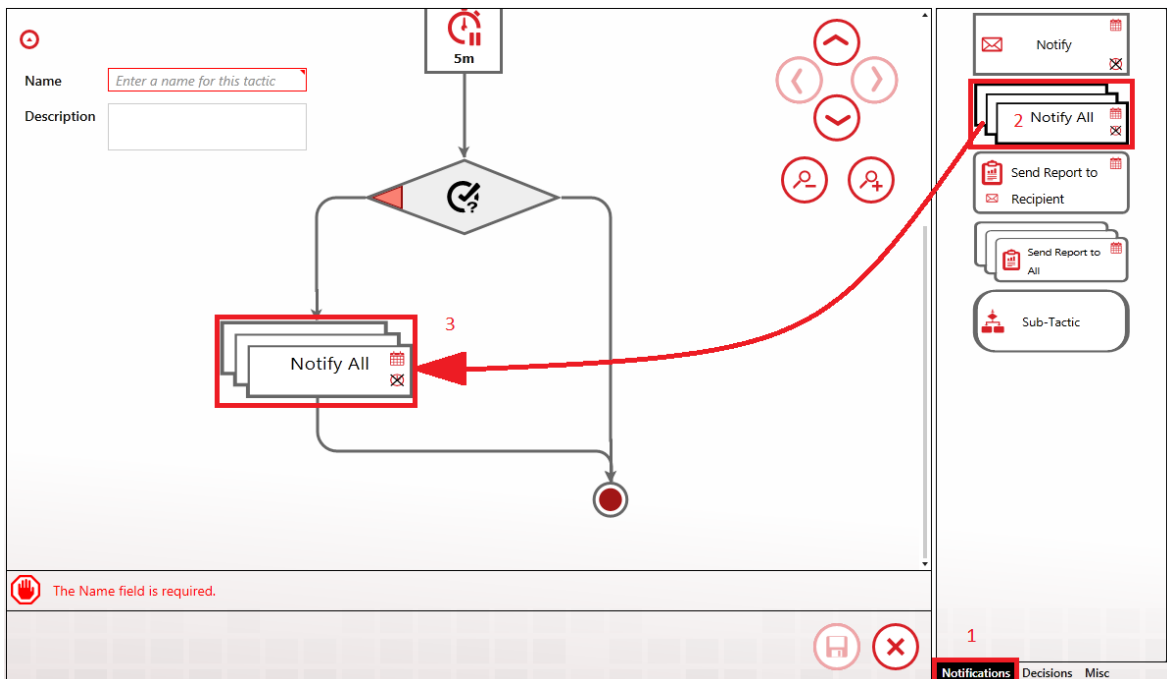 5m
Name
Enter a name for this tactic
Description
?
3
Notify All
The Name field is required.
Notify
2
Notify All
Send Report to
Recipient
Send Report to
All
Sub-Tactic
1
Notifications Decisions Misc